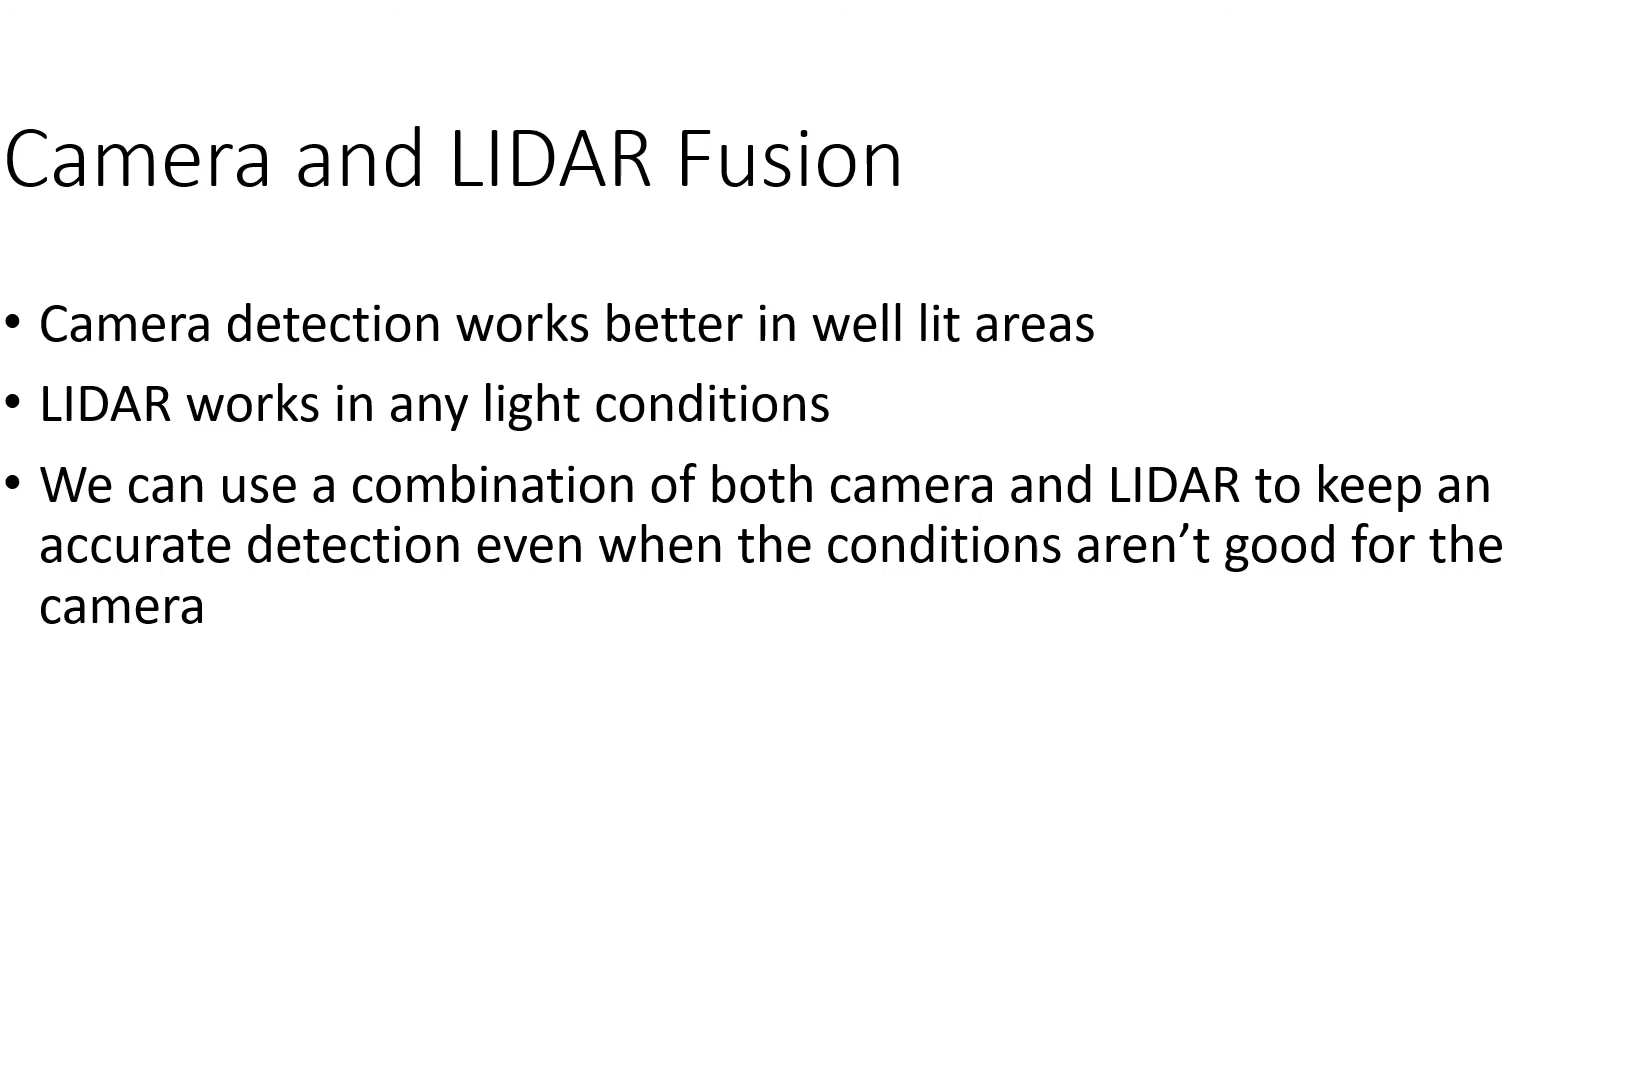 Camera and LIDAR Fusion
• Camera detection works better in well lit areas
• LIDAR works in any light conditions
• We can use a combination of both camera and LIDAR to keep an
accurate detection even when the conditions aren’t good for the
camera